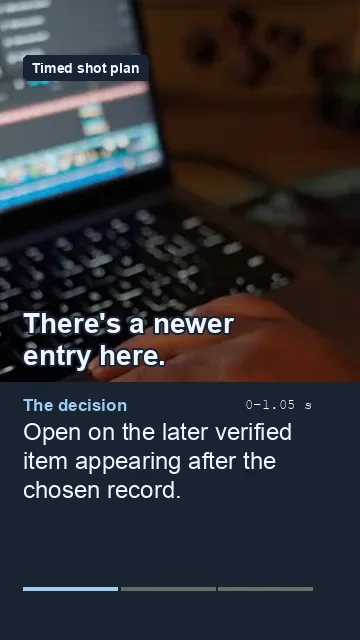 Timed shot plan
There's a newer
entry here.
The decision
0–1.05 s
Open on the later verified
item appearing after the
chosen record.